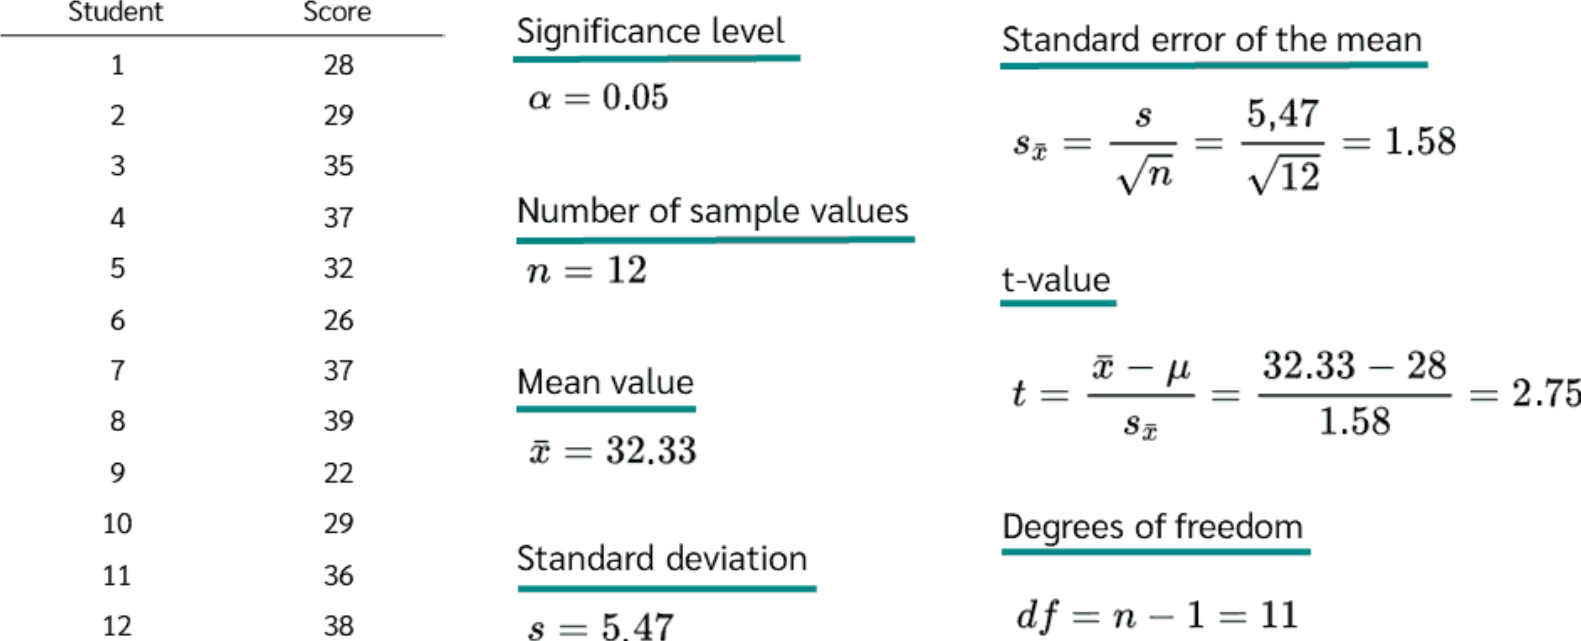 Student Score
1 28
2 29
3 35
4 37
5 32
6 26
7 37
8 39
9 22
10 29
11 36
12 38
Significance level
α = 0.05
Number of sample values
n = 12
Mean value
x̄ = 32.33
Standard deviation
s = 5,47
Standard error of the mean
s_x̄ = s / √n = 5,47 / √12 = 1.58
t-value
t = (x̄ − μ) / s_x̄ = (32.33 − 28) / 1.58 = 2.75
Degrees of freedom
df = n − 1 = 11